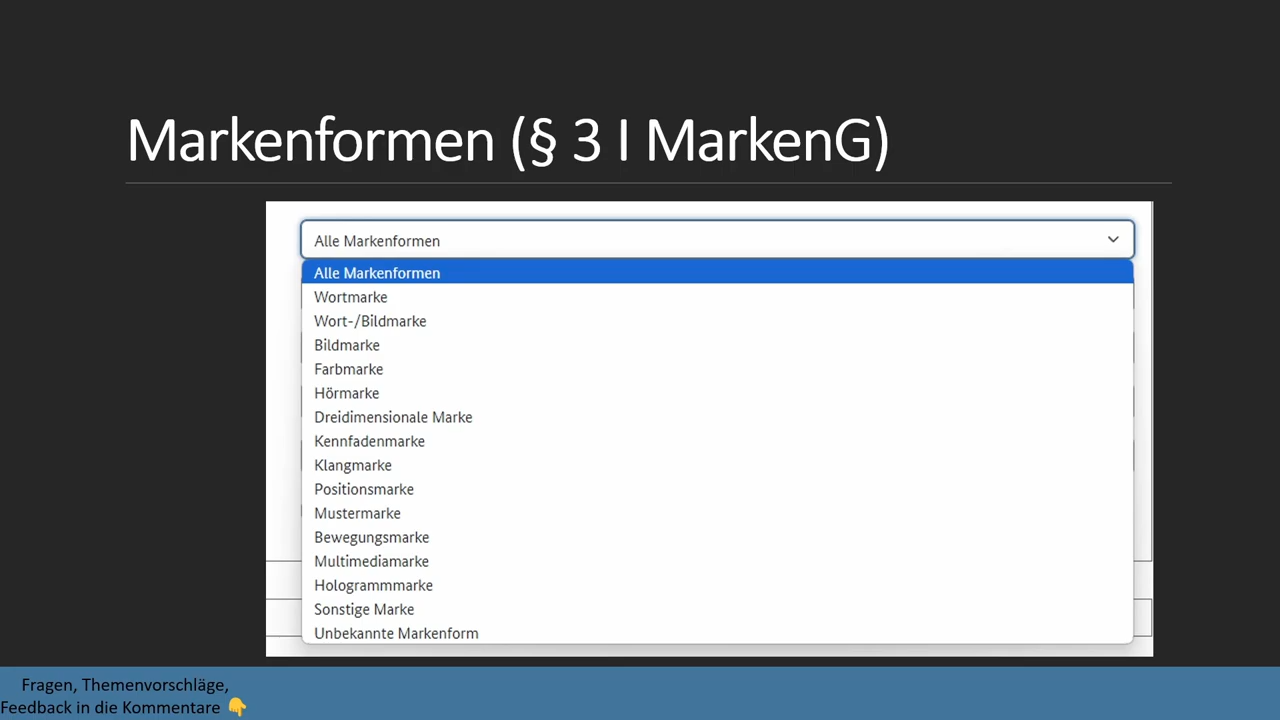 Markenformen (§ 3 I MarkenG)
Alle Markenformen
Alle Markenformen
Wortmarke
Wort-/Bildmarke
Bildmarke
Farbmarke
Hörmarke
Dreidimensionale Marke
Kennfadenmarke
Klangmarke
Positionsmarke
Mustermarke
Bewegungsmarke
Multimediamarke
Hologrammmarke
Sonstige Marke
Unbekannte Markenform
Fragen, Themenvorschläge,
Feedback in die Kommentare 👇